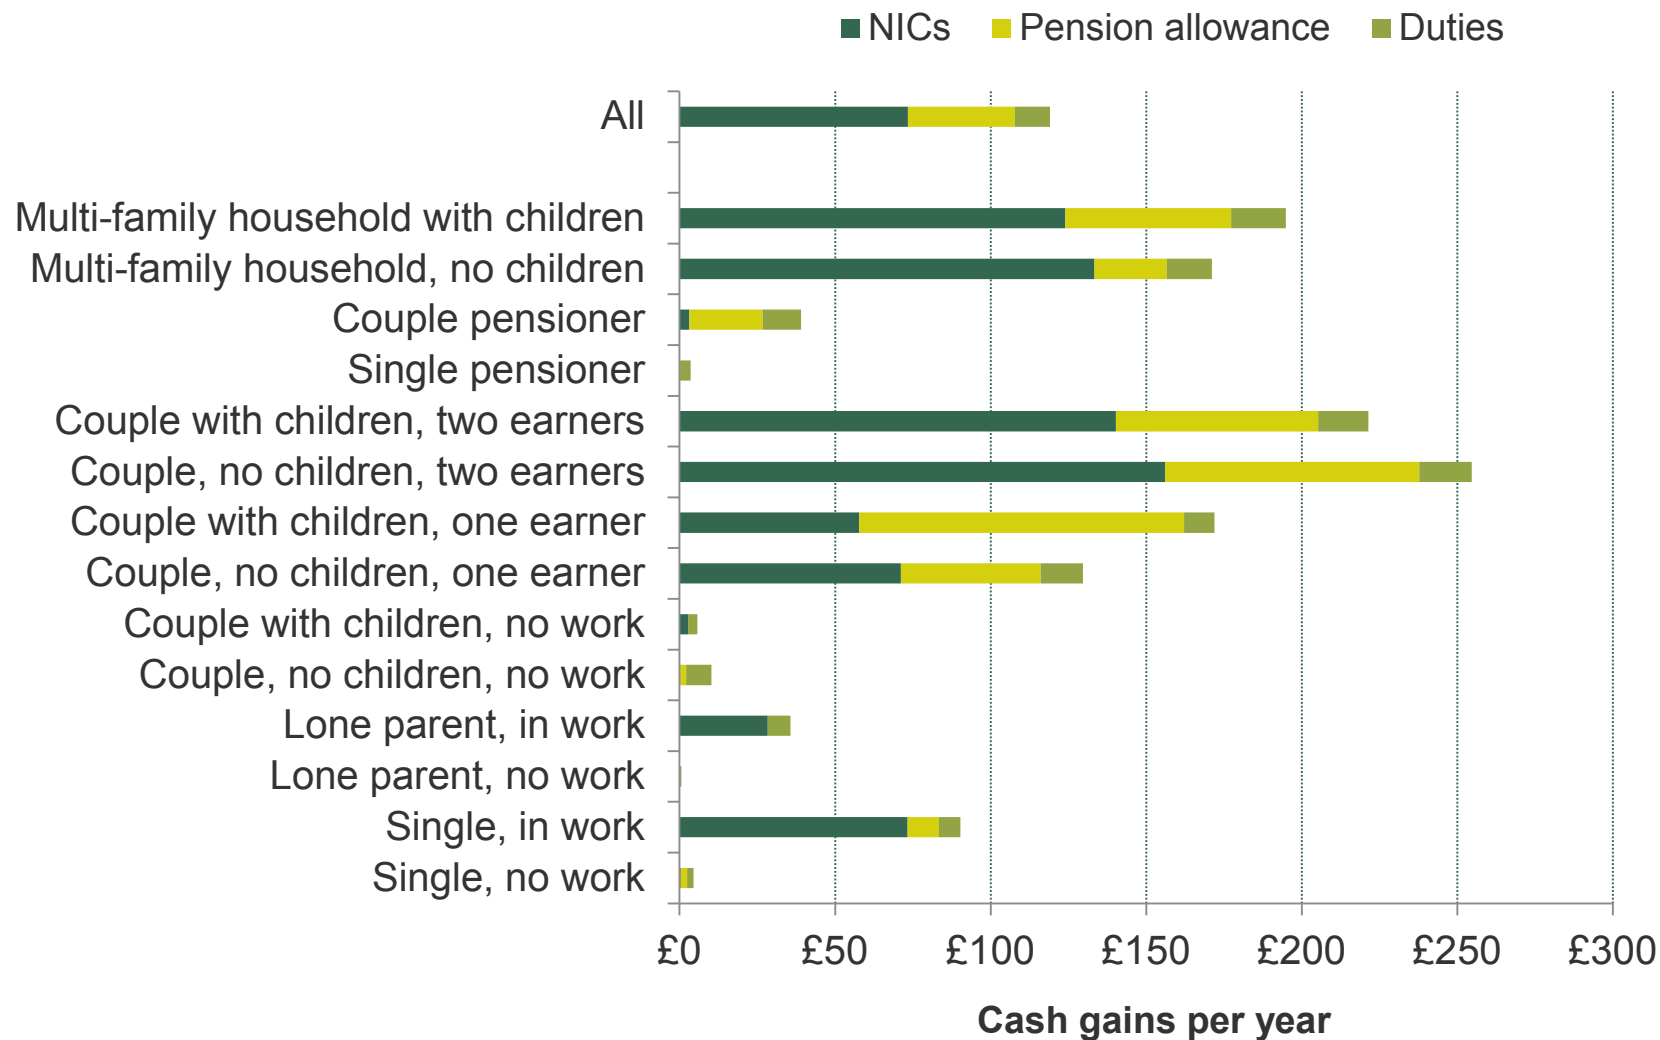 NICs Pension allowance Duties
All
Multi-family household with children
Multi-family household, no children
Couple pensioner
Single pensioner
Couple with children, two earners
Couple, no children, two earners
Couple with children, one earner
Couple, no children, one earner
Couple with children, no work
Couple, no children, no work
Lone parent, in work
Lone parent, no work
Single, in work
Single, no work
£0 £50 £100 £150 £200 £250 £300
Cash gains per year